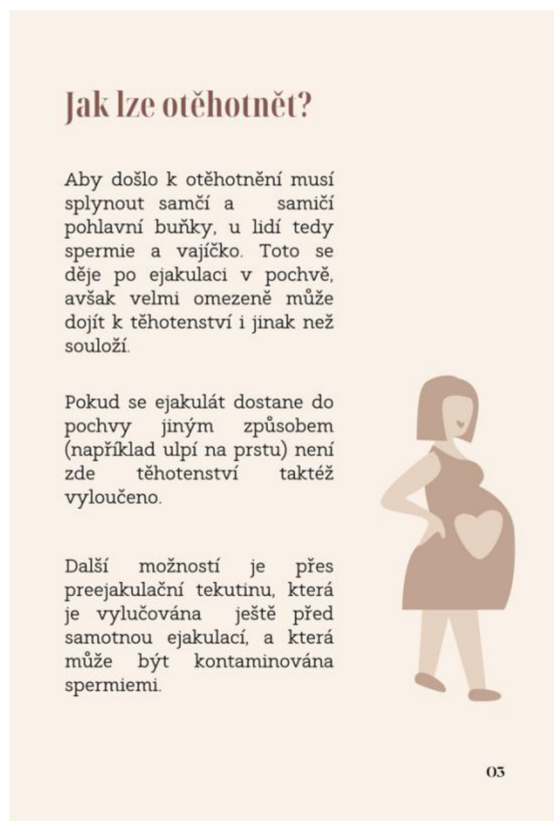 Jak lze otěhotnět?
Aby došlo k otěhotnění musí
splynout samčí a samičí
pohlavní buňky, u lidí tedy
spermie a vajíčko. Toto se
děje po ejakulaci v pochvě,
avšak velmi omezeně může
dojít k těhotenství i jinak než
souloží.
Pokud se ejakulát dostane do
pochvy jiným způsobem
(například ulpí na prstu) není
zde těhotenství taktéž
vyloučeno.
Další možností je přes
preejakulační tekutinu, která
je vylučována ještě před
samotnou ejakulací, a která
může být kontaminována
spermiemi.
03